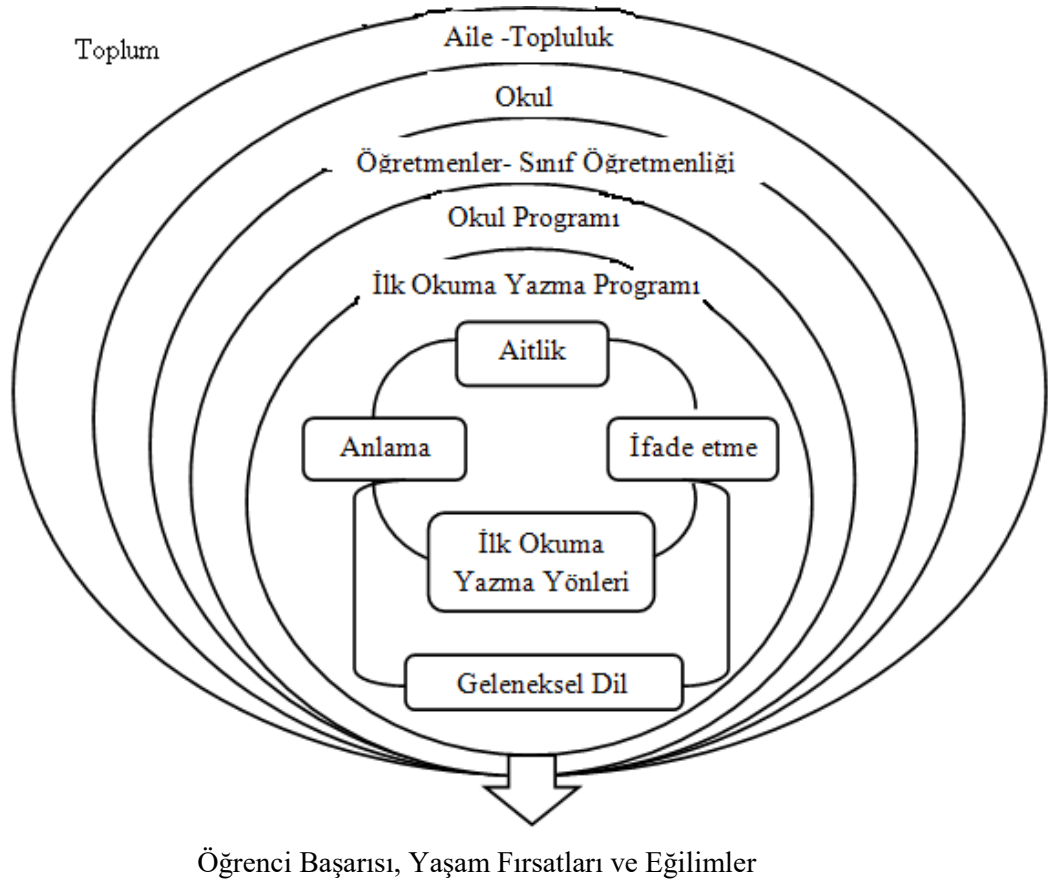 Toplum
Aile -Topluluk
Okul
Öğretmenler- Sınıf Öğretmenliği
Okul Programı
İlk Okuma Yazma Programı
Aitlik
Anlama
İfade etme
İlk Okuma
Yazma Yönleri
Geleneksel Dil
Öğrenci Başarısı, Yaşam Fırsatları ve Eğilimler